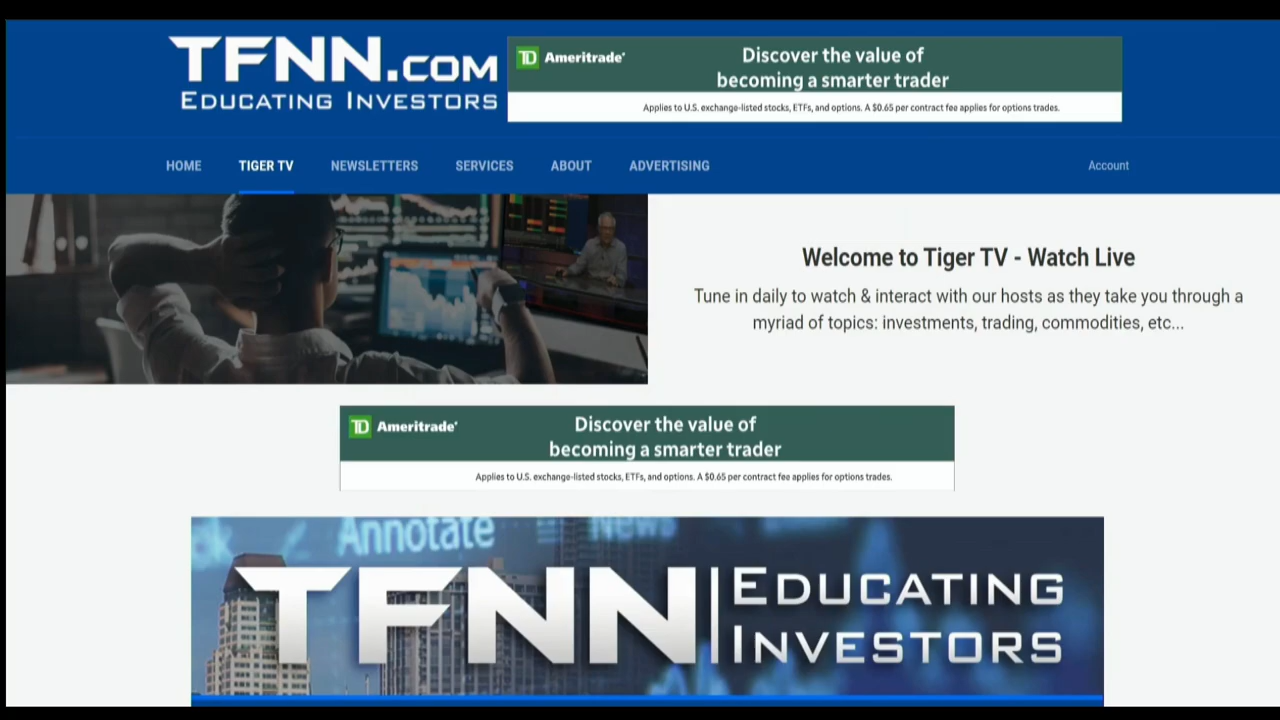 TFNN.COM
EDUCATING INVESTORS
TD Ameritrade
Discover the value of
becoming a smarter trader
Applies to U.S. exchange-listed stocks, ETFs, and options. A $0.65 per contract fee applies for options trades.
HOME TIGER TV NEWSLETTERS SERVICES ABOUT ADVERTISING Account
Welcome to Tiger TV - Watch Live
Tune in daily to watch & interact with our hosts as they take you through a
myriad of topics: investments, trading, commodities, etc...
TD Ameritrade
Discover the value of
becoming a smarter trader
Applies to U.S. exchange-listed stocks, ETFs, and options. A $0.65 per contract fee applies for options trades.
Annotate News
TFNN
EDUCATING
INVESTORS